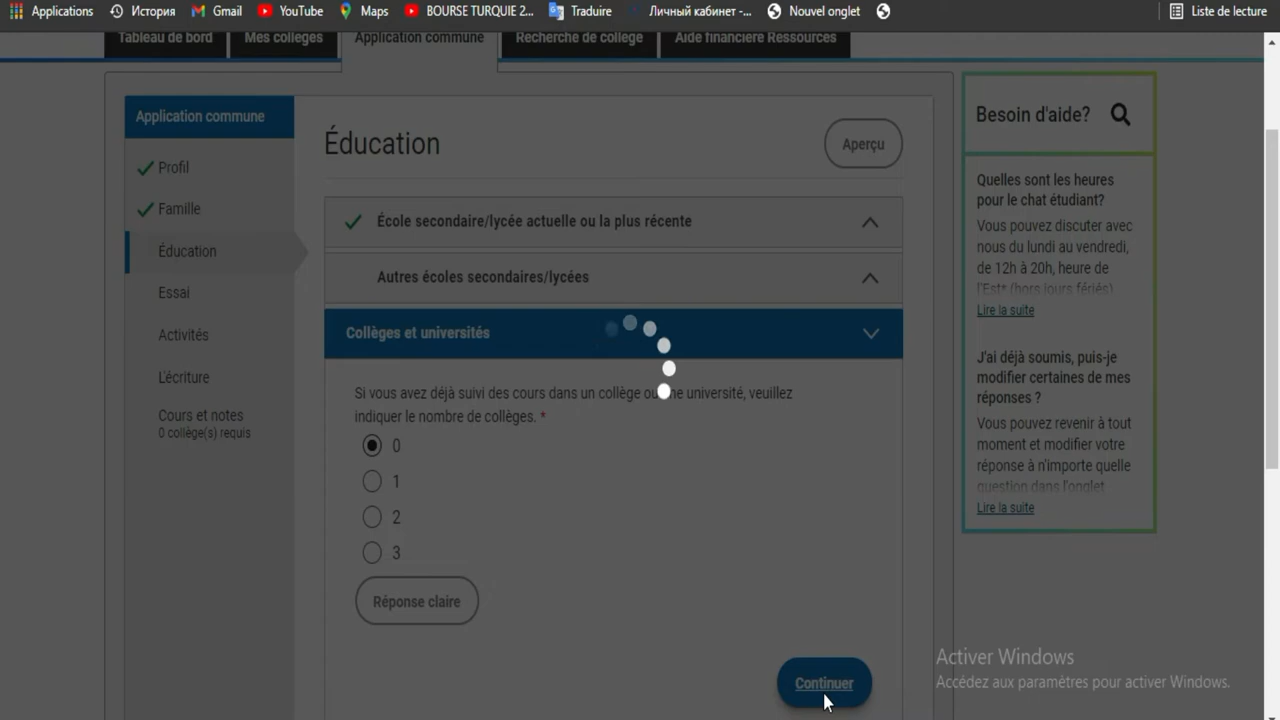 Applications История Gmail YouTube Maps BOURSE TURQUIE 2... Traduire Личный кабинет -... Nouvel onglet Liste de lecture
Tableau de bord Mes collèges Application commune Recherche de collège Aide financière Ressources
Application commune
Profil
Famille
Éducation
Essai
Activités
L'écriture
Cours et notes
0 collège(s) requis
Éducation
Aperçu
École secondaire/lycée actuelle ou la plus récente
Autres écoles secondaires/lycées
Collèges et universités
Si vous avez déjà suivi des cours dans un collège ou une université, veuillez
indiquer le nombre de collèges. *
0
1
2
3
Réponse claire
Continuer
Besoin d'aide?
Quelles sont les heures
pour le chat étudiant?
Vous pouvez discuter avec
nous du lundi au vendredi,
de 12h à 20h, heure de
l'Est* (hors jours fériés)
Lire la suite
J'ai déjà soumis, puis-je
modifier certaines de mes
réponses ?
Vous pouvez revenir à tout
moment et modifier votre
réponse à n'importe quelle
question dans l'onglet
Lire la suite
Activer Windows
Accédez aux paramètres pour activer Windows.